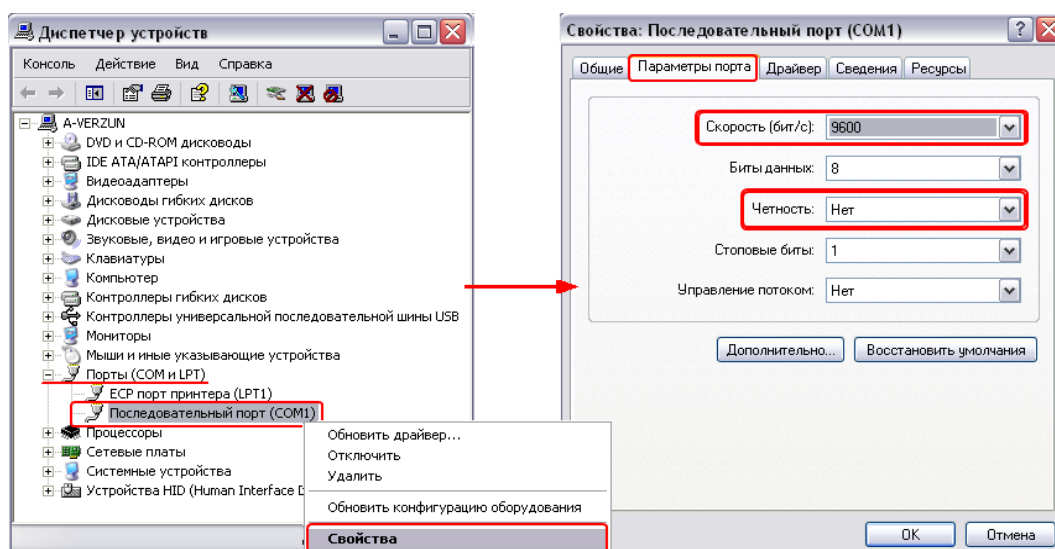 Диспетчер устройств
Консоль Действие Вид Справка
A-VERZUN
DVD и CD-ROM дисководы
IDE ATA/ATAPI контроллеры
Видеоадаптеры
Дисководы гибких дисков
Дисковые устройства
Звуковые, видео и игровые устройства
Клавиатуры
Компьютер
Контроллеры гибких дисков
Контроллеры универсальной последовательной шины USB
Мониторы
Мыши и иные указывающие устройства
Порты (COM и LPT)
ECP порт принтера (LPT1)
Последовательный порт (COM1)
Процессоры
Сетевые платы
Системные устройства
Устройства HID (Human Interface
Обновить драйвер...
Отключить
Удалить
Обновить конфигурацию оборудования
Свойства
Свойства: Последовательный порт (COM1)
Общие Параметры порта Драйвер Сведения Ресурсы
Скорость (бит/с): 9600
Биты данных: 8
Четность: Нет
Стоповые биты: 1
Управление потоком: Нет
Дополнительно... Восстановить умолчания
OK Отмена